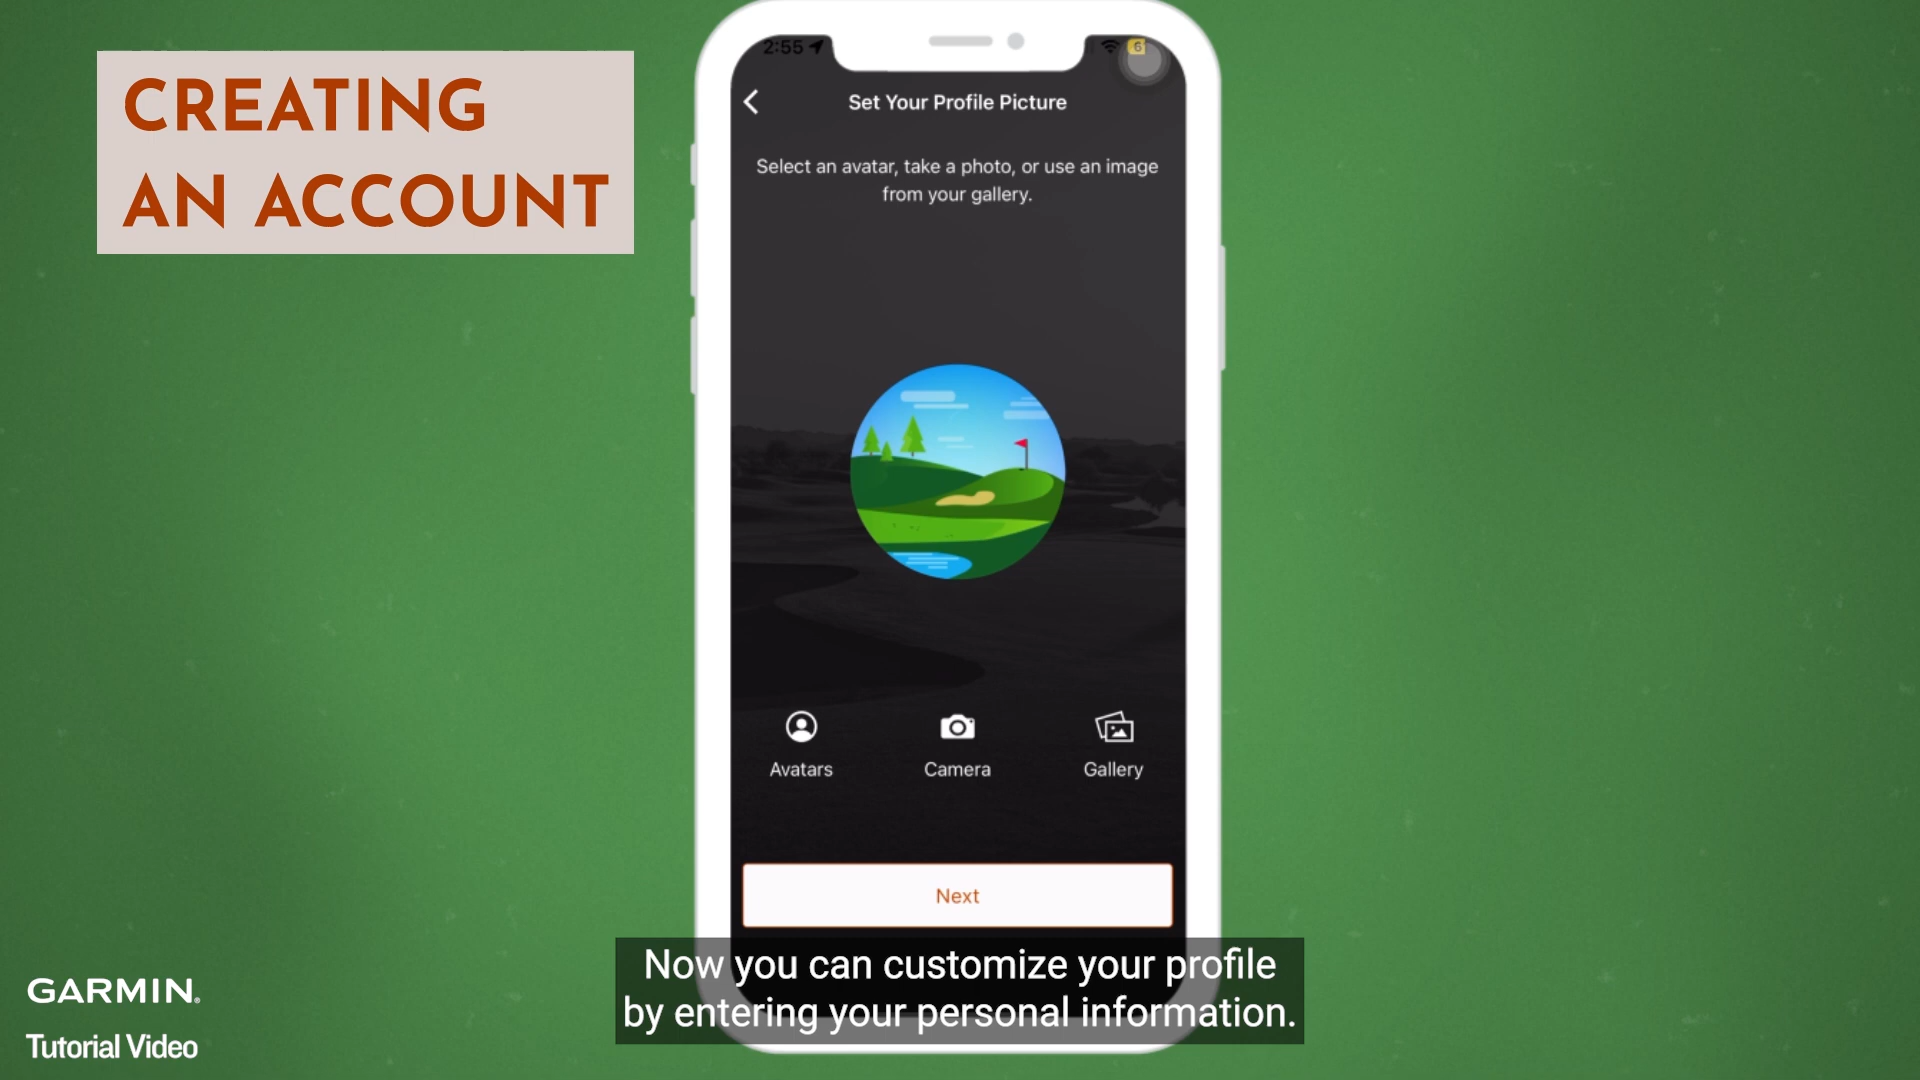 CREATING
AN ACCOUNT
2:55
6
Set Your Profile Picture
Select an avatar, take a photo, or use an image
from your gallery.
Avatars
Camera
Gallery
Next
Now you can customize your profile
by entering your personal information.
GARMIN®
Tutorial Video